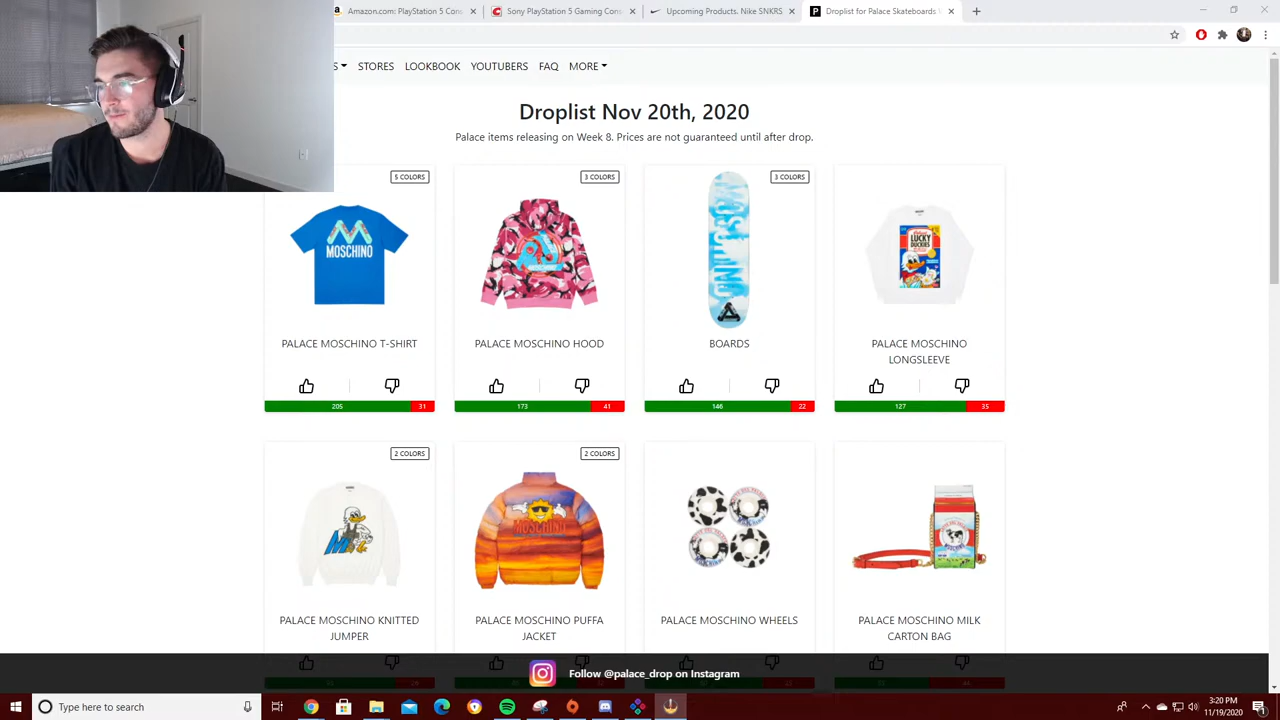 Amazon.com: PlayStation 5 Con
Sony PlayStation 5 Gaming Con
Upcoming Products. Nike SNKRS
Droplist for Palace Skateboards
STORES
LOOKBOOK
YOUTUBERS
FAQ
MORE
Droplist Nov 20th, 2020
Palace items releasing on Week 8. Prices are not guaranteed until after drop.
5 COLORS
3 COLORS
3 COLORS
MOSCHINO
LUCKY
DUCKIES
PALACE MOSCHINO T-SHIRT
PALACE MOSCHINO HOOD
BOARDS
PALACE MOSCHINO
LONGSLEEVE
205
31
173
41
146
22
127
35
2 COLORS
2 COLORS
MOSCHINO
PALACE MOSCHINO KNITTED
JUMPER
PALACE MOSCHINO PUFFA
JACKET
PALACE MOSCHINO WHEELS
PALACE MOSCHINO MILK
CARTON BAG
Follow @palace_drop on Instagram
Type here to search
3:20 PM
11/19/2020